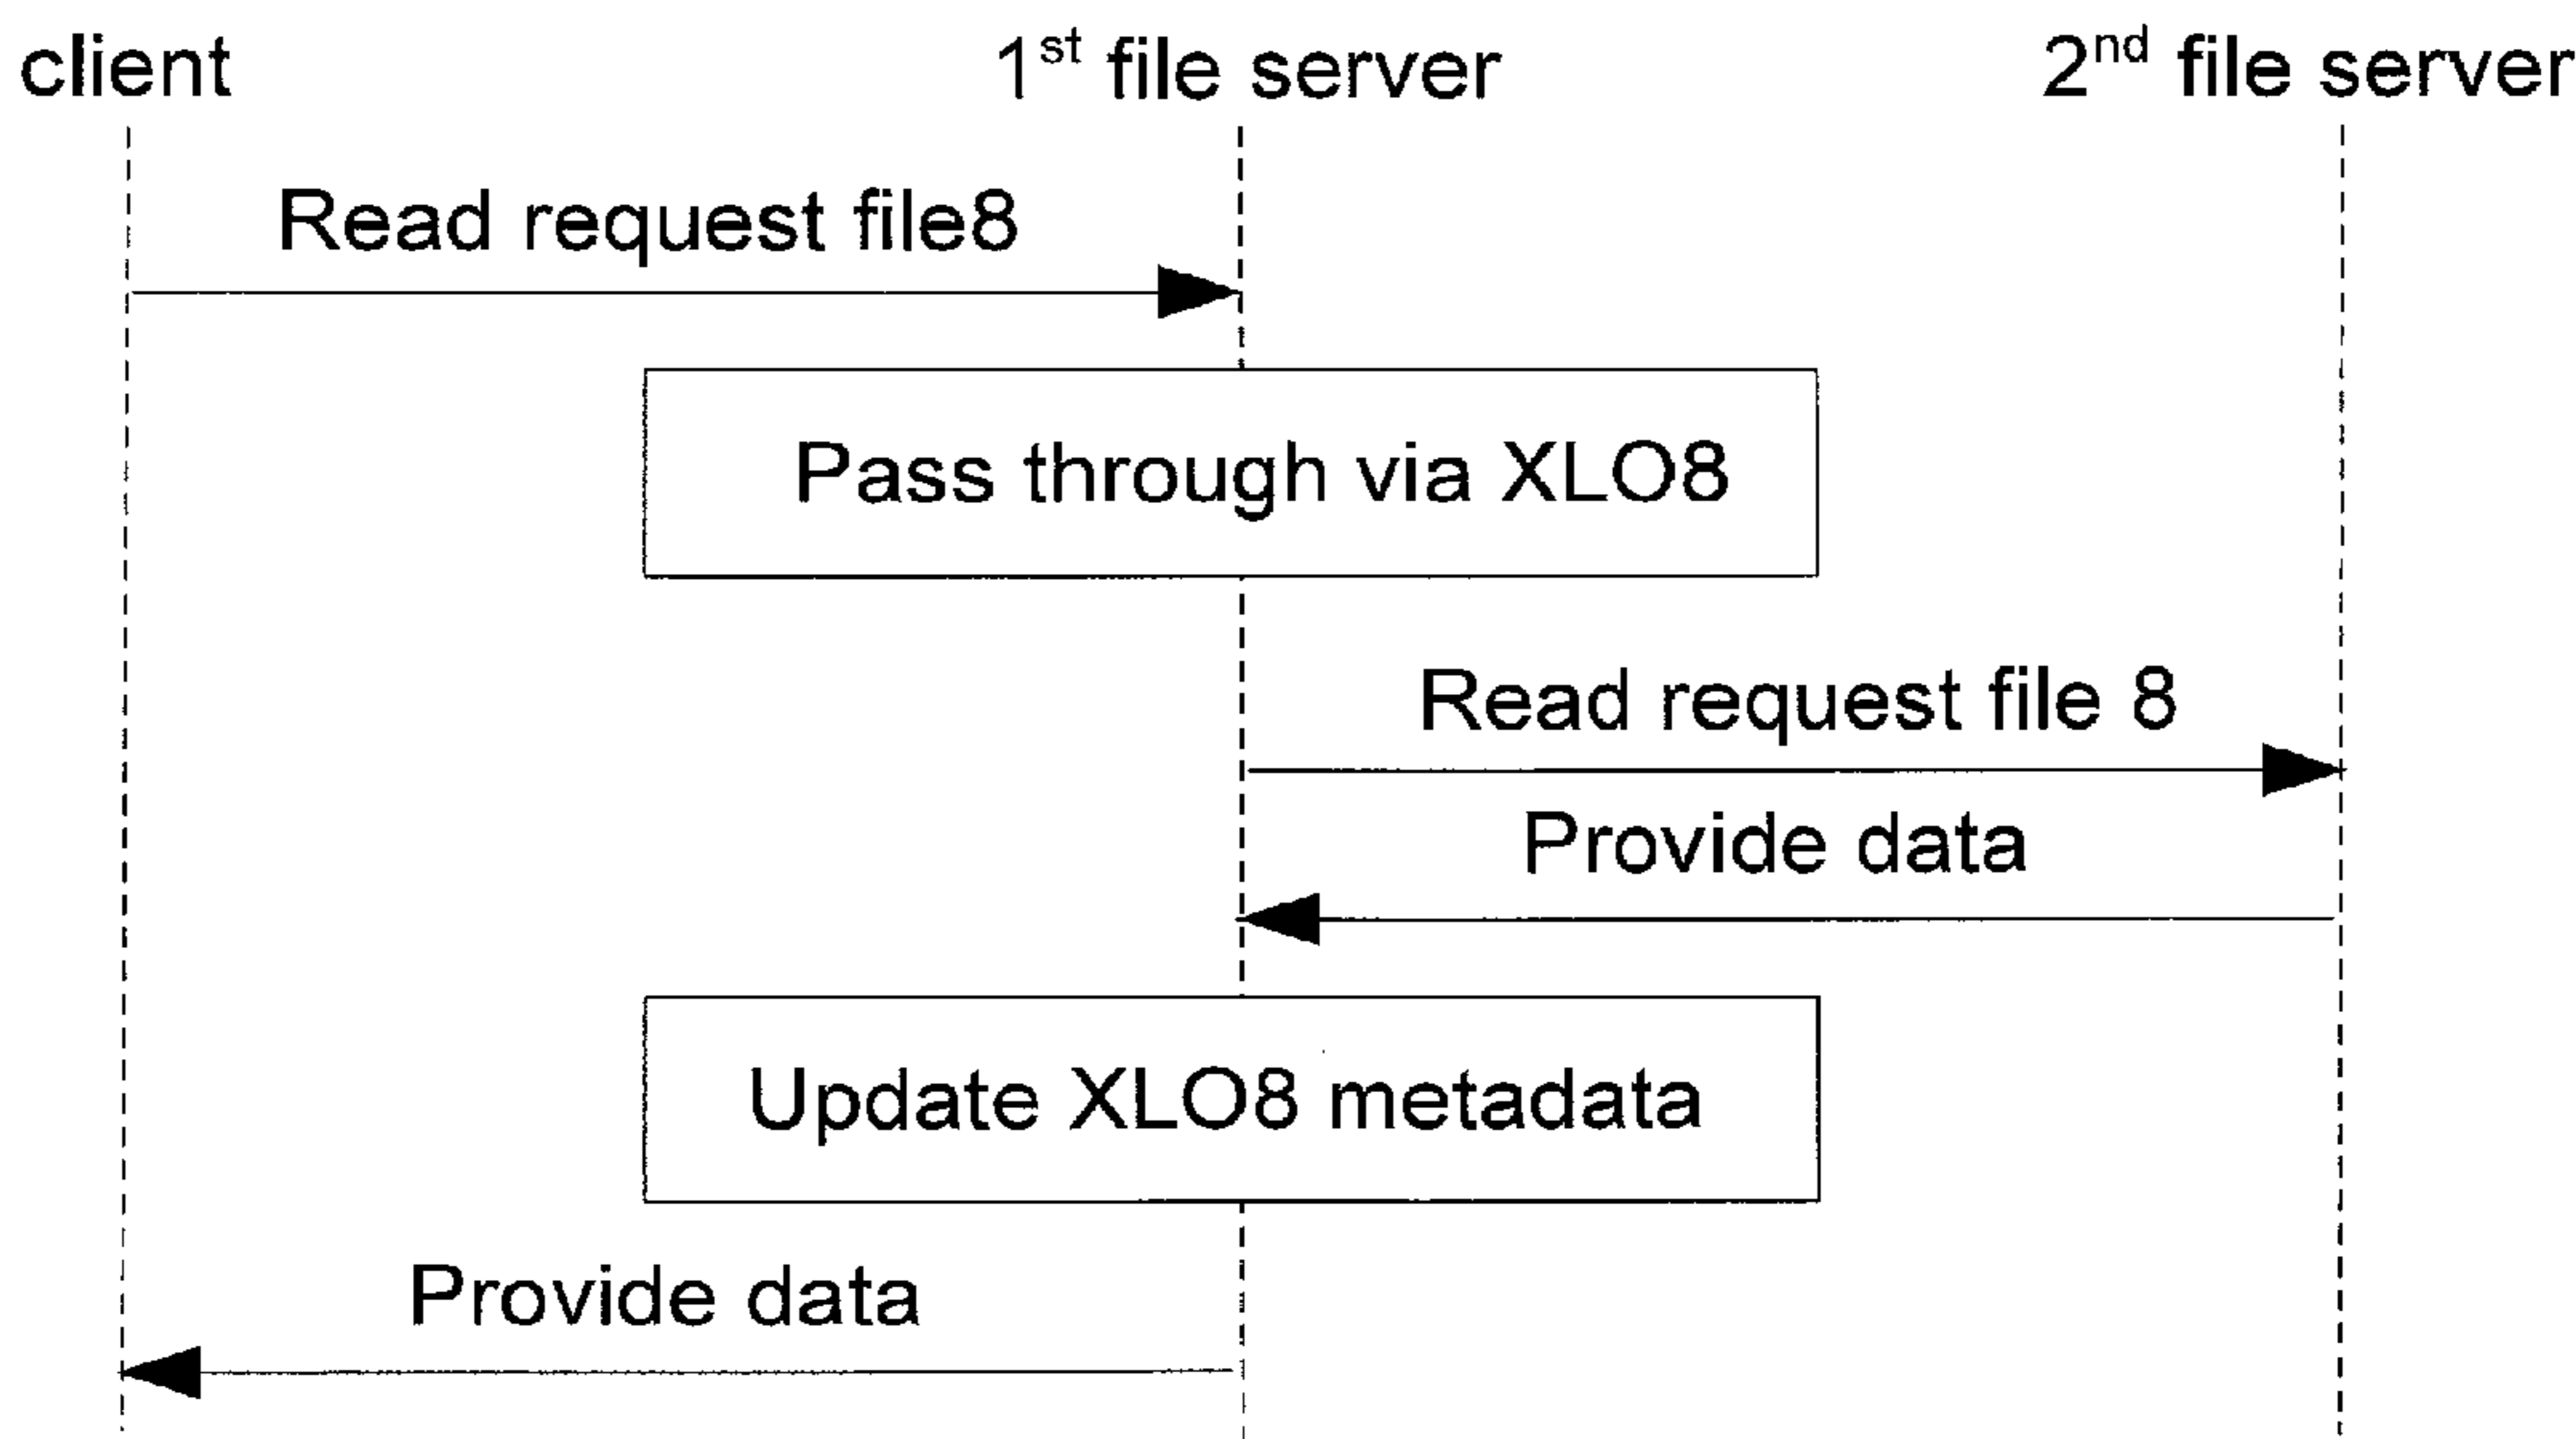 client
1st file server
2nd file server
Read request file8
Pass through via XLO8
Read request file 8
Provide data
Update XLO8 metadata
Provide data